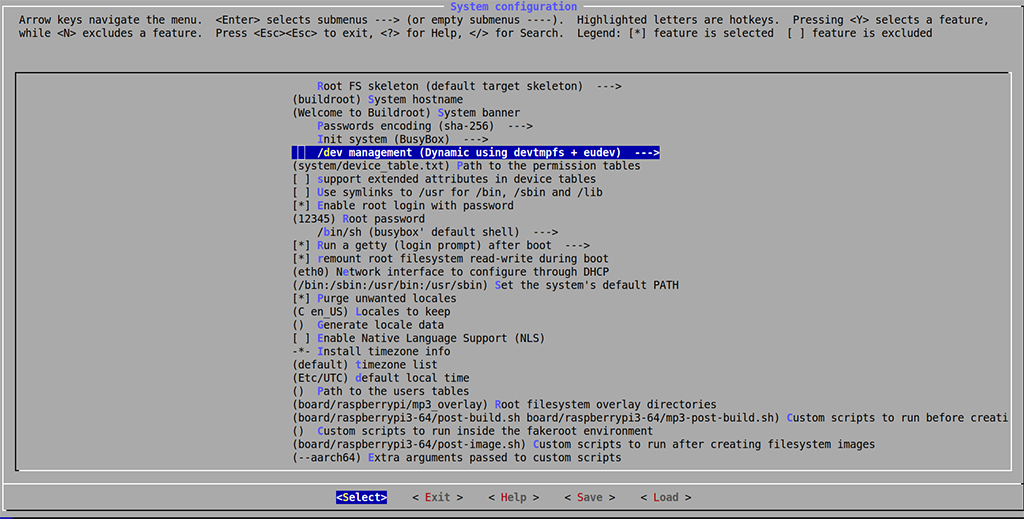 System configuration
Arrow keys navigate the menu.  <Enter> selects submenus ---> (or empty submenus ----).  Highlighted letters are hotkeys.  Pressing <Y> selects a feature,
while <N> excludes a feature.  Press <Esc><Esc> to exit, <?> for Help, </> for Search.  Legend: [*] feature is selected  [ ] feature is excluded
Root FS skeleton (default target skeleton)  --->
(buildroot) System hostname
(Welcome to Buildroot) System banner
Passwords encoding (sha-256)  --->
Init system (BusyBox)  --->
/dev management (Dynamic using devtmpfs + eudev)  --->
(system/device_table.txt) Path to the permission tables
[ ] support extended attributes in device tables
[ ] Use symlinks to /usr for /bin, /sbin and /lib
[*] Enable root login with password
(12345) Root password
/bin/sh (busybox' default shell)  --->
[*] Run a getty (login prompt) after boot  --->
[*] remount root filesystem read-write during boot
(eth0) Network interface to configure through DHCP
(/bin:/sbin:/usr/bin:/usr/sbin) Set the system's default PATH
[*] Purge unwanted locales
(C en_US) Locales to keep
()  Generate locale data
[ ] Enable Native Language Support (NLS)
-*- Install timezone info
(default) timezone list
(Etc/UTC) default local time
()  Path to the users tables
(board/raspberrypi/mp3_overlay) Root filesystem overlay directories
(board/raspberrypi3-64/post-build.sh board/raspberrypi3-64/mp3-post-build.sh) Custom scripts to run before creati
()  Custom scripts to run inside the fakeroot environment
(board/raspberrypi3-64/post-image.sh) Custom scripts to run after creating filesystem images
(--aarch64) Extra arguments passed to custom scripts
<Select>    < Exit >    < Help >    < Save >    < Load >